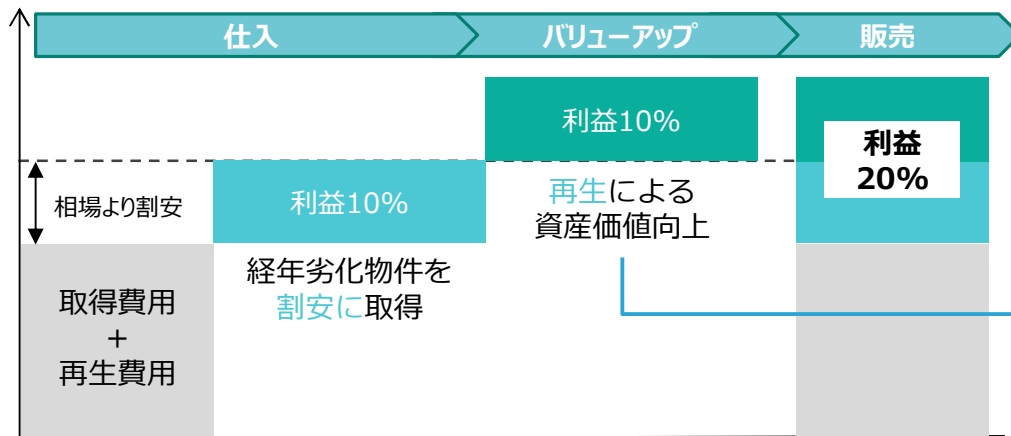 仕入
バリューアップ
販売
利益10%
利益
20%
相場より割安
利益10%
再生による
資産価値向上
経年劣化物件を
割安に取得
取得費用
+
再生費用